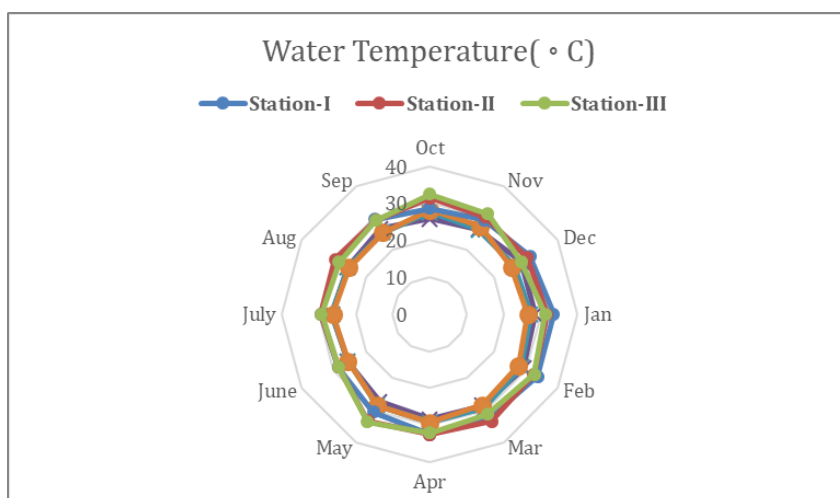 Water Temperature( ∘ C)
Station-I Station-II Station-III
Oct
Nov
Dec
Jan
Feb
Mar
Apr
May
June
July
Aug
Sep
40
30
20
10
0